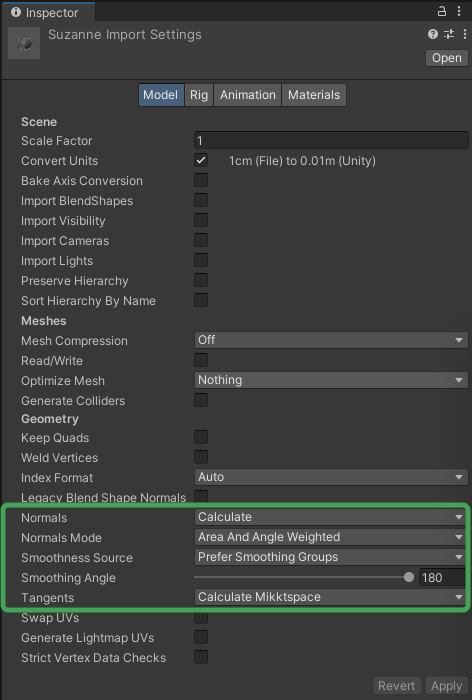 Inspector
Suzanne Import Settings
Open
Model Rig Animation Materials
Scene
Scale Factor 1
Convert Units 1cm (File) to 0.01m (Unity)
Bake Axis Conversion
Import BlendShapes
Import Visibility
Import Cameras
Import Lights
Preserve Hierarchy
Sort Hierarchy By Name
Meshes
Mesh Compression Off
Read/Write
Optimize Mesh Nothing
Generate Colliders
Geometry
Keep Quads
Weld Vertices
Index Format Auto
Legacy Blend Shape Normals
Normals Calculate
Normals Mode Area And Angle Weighted
Smoothness Source Prefer Smoothing Groups
Smoothing Angle 180
Tangents Calculate Mikktspace
Swap UVs
Generate Lightmap UVs
Strict Vertex Data Checks
Revert Apply